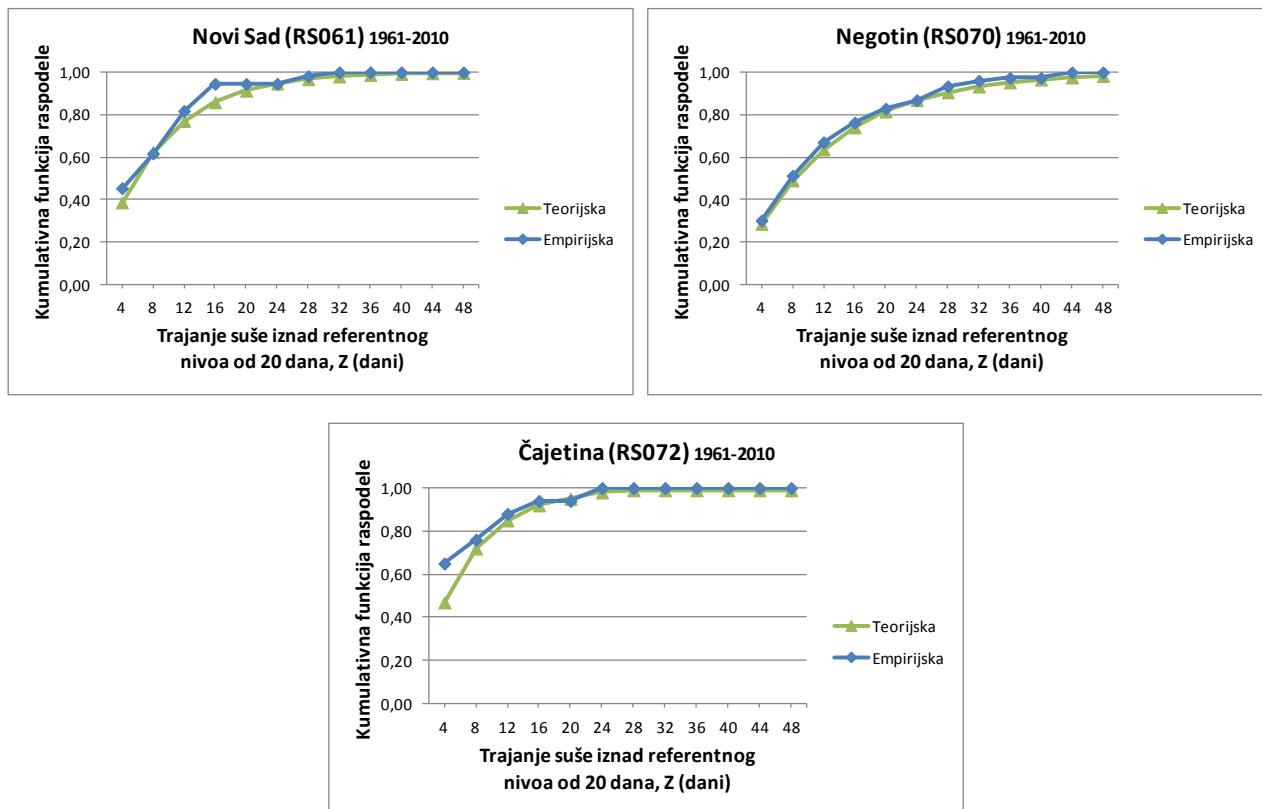 Novi Sad (RS061) 1961-2010
Kumulativna funkcija raspodele
1,00
0,80
0,60
0,40
0,20
0,00
4 8 12 16 20 24 28 32 36 40 44 48
Trajanje suše iznad referentnog
nivoa od 20 dana, Z (dani)
Teorijska
Empirijska
Negotin (RS070) 1961-2010
Kumulativna funkcija raspodele
1,00
0,80
0,60
0,40
0,20
0,00
4 8 12 16 20 24 28 32 36 40 44 48
Trajanje suše iznad referentnog
nivoa od 20 dana, Z (dani)
Teorijska
Empirijska
Čajetina (RS072) 1961-2010
Kumulativna funkcija raspodele
1,00
0,80
0,60
0,40
0,20
0,00
4 8 12 16 20 24 28 32 36 40 44 48
Trajanje suše iznad referentnog
nivoa od 20 dana, Z (dani)
Teorijska
Empirijska